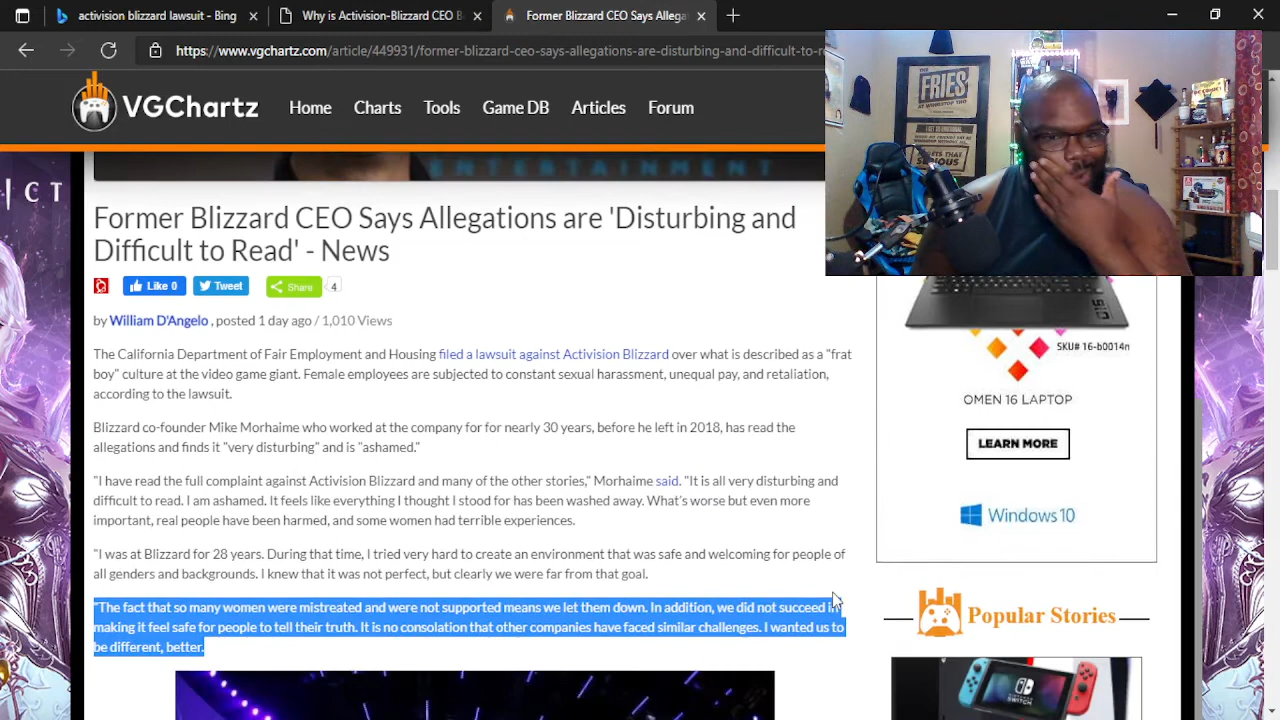 activision blizzard - Bing
Why is Activision-Blizzard CEO B
Former Blizzard CEO Says Allega
https://www.vgchartz.com/article/449931/former-blizzard-ceo-says-allegations-are-disturbing-and-difficult-to-r
VGCHARTZ Home Charts Tools Game DB Articles Forum
ENTERTAINMENT
ICT
Former Blizzard CEO Says Allegations are 'Disturbing and
Difficult to Read' - News
Like 0 Tweet Share 4
by William D'Angelo , posted 1 day ago / 1,010 Views
The California Department of Fair Employment and Housing filed a lawsuit against Activision Blizzard over what is described as a "frat
boy" culture at the video game giant. Female employees are subjected to constant sexual harassment, unequal pay, and retaliation,
according to the lawsuit.
Blizzard co-founder Mike Morhaime who worked at the company for for nearly 30 years, before he left in 2018, has read the
allegations and finds it "very disturbing" and is "ashamed."
"I have read the full complaint against Activision Blizzard and many of the other stories," Morhaime said. "It is all very disturbing and
difficult to read. I am ashamed. It feels like everything I thought I stood for has been washed away. What's worse but even more
important, real people have been harmed, and some women had terrible experiences.
"I was at Blizzard for 28 years. During that time, I tried very hard to create an environment that was safe and welcoming for people of
all genders and backgrounds. I knew that it was not perfect, but clearly we were far from that goal.
"The fact that so many women were mistreated and were not supported means we let them down. In addition, we did not succeed in
making it feel safe for people to tell their truth. It is no consolation that other companies have faced similar challenges. I wanted us to
be different, better.
THE
FRIES
SERIOUS
SKU# 16-b0014n
OMEN 16 LAPTOP
LEARN MORE
Windows 10
Popular Stories
NINTENDO
SWITCH